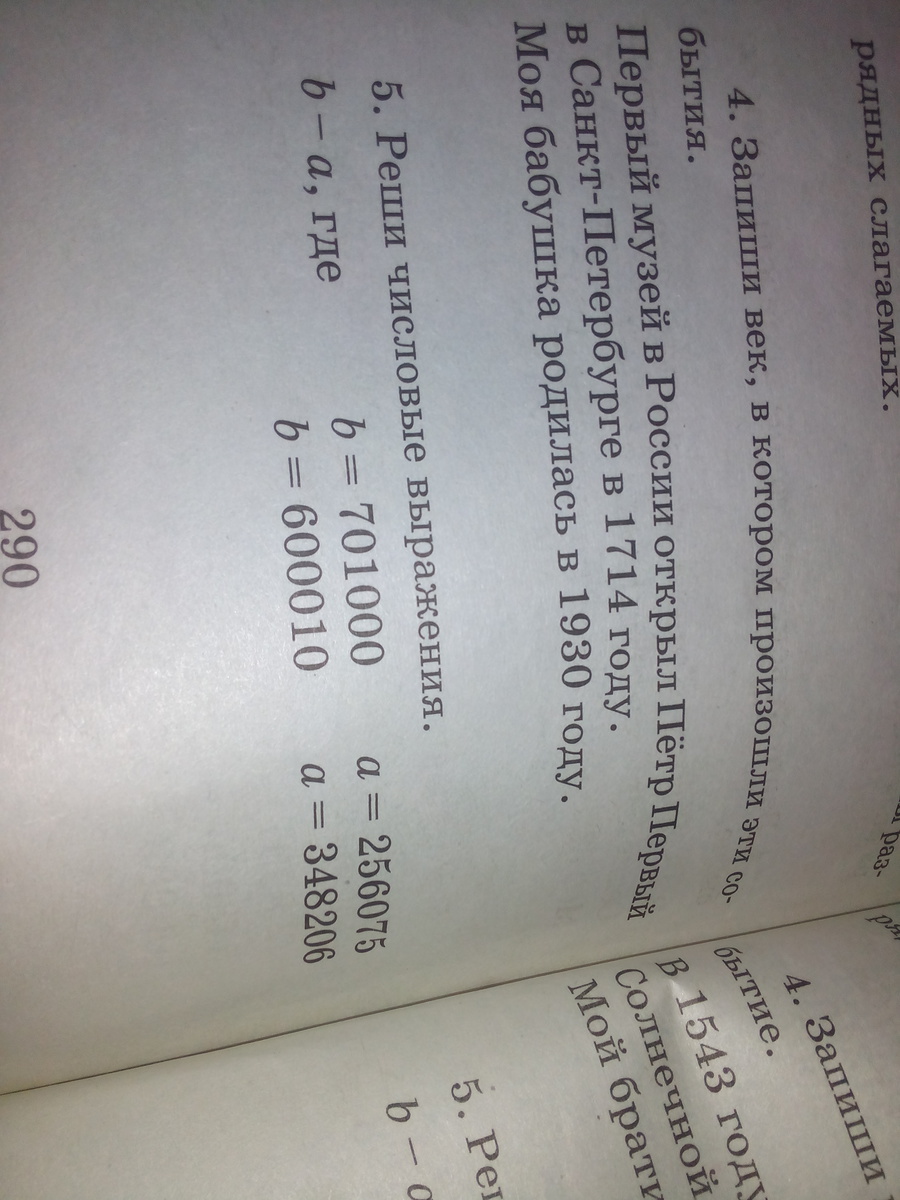 рядных слагаемых.
4. Запиши век, в котором произошли эти со-
бытия.
Первый музей в России открыл Пётр Первый
в Санкт-Петербурге в 1714 году.
Моя бабушка родилась в 1930 году.
5. Реши числовые выражения.
b – a, где b = 701000 a = 256075
b = 600010 a = 348206
290
4. Запиши
бытие.
В 1543 году
Солнечной
Мой
5.
b –